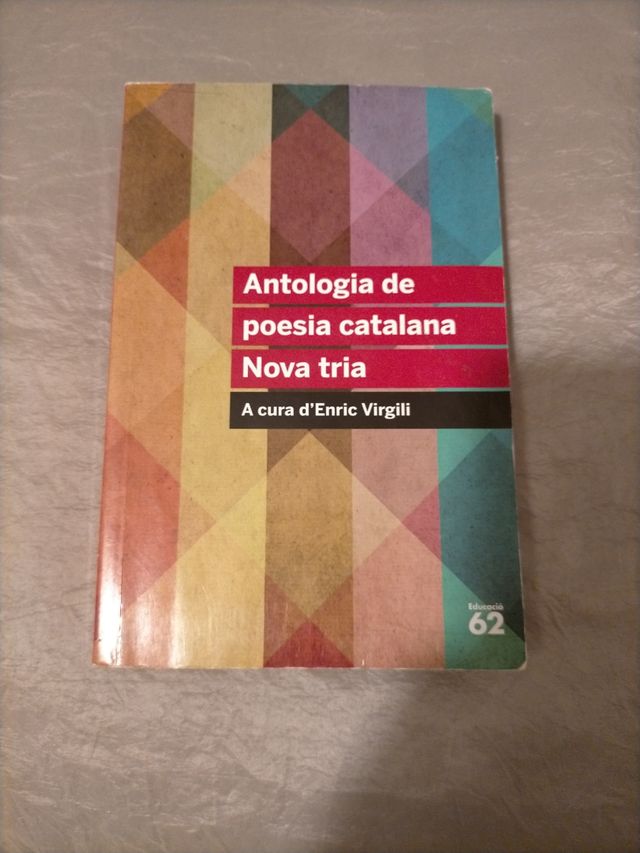 Antologia de
poesia catalana
Nova tria
A cura d'Enric Virgili
Educació
62